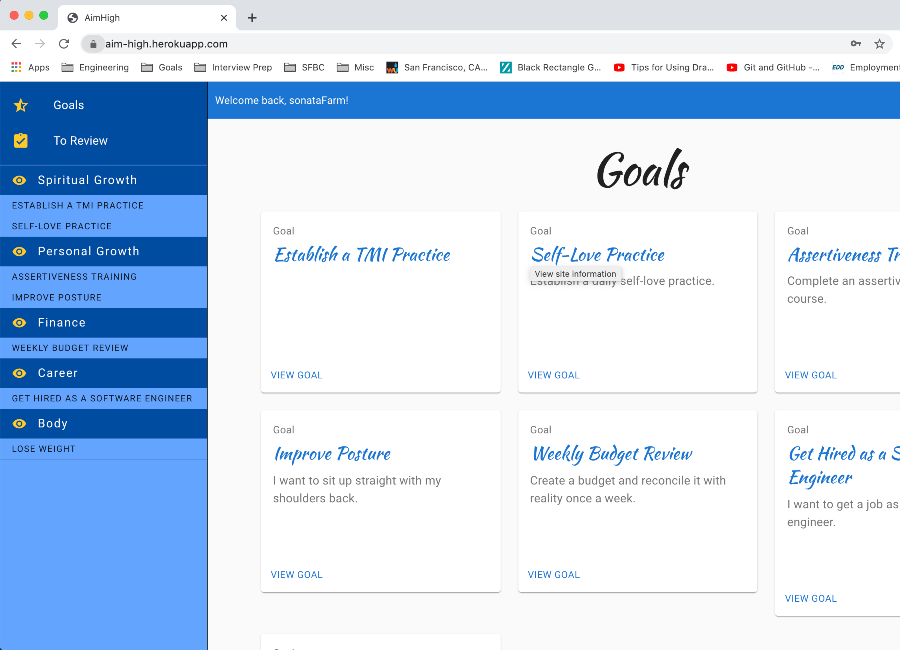 AimHigh
aim-high.herokuapp.com
Apps Engineering Goals Interview Prep SFBC Misc San Francisco, CA... Black Rectangle G... Tips for Using Dra... Git and GitHub -... EDD Employment
Goals
To Review
Spiritual Growth
ESTABLISH A TMI PRACTICE
SELF-LOVE PRACTICE
Personal Growth
ASSERTIVENESS TRAINING
IMPROVE POSTURE
Finance
WEEKLY BUDGET REVIEW
Career
GET HIRED AS A SOFTWARE ENGINEER
Body
LOSE WEIGHT
Welcome back, sonataFarm!
Goals
Goal
Establish a TMI Practice
VIEW GOAL
Goal
Self-Love Practice
View site information
Establish a daily self-love practice.
VIEW GOAL
Goal
Assertiveness Tr
Complete an assertiv
course.
VIEW GOAL
Goal
Improve Posture
I want to sit up straight with my
shoulders back.
VIEW GOAL
Goal
Weekly Budget Review
Create a budget and reconcile it with
reality once a week.
VIEW GOAL
Goal
Get Hired as a S
Engineer
I want to get a job as
engineer.
VIEW GOAL